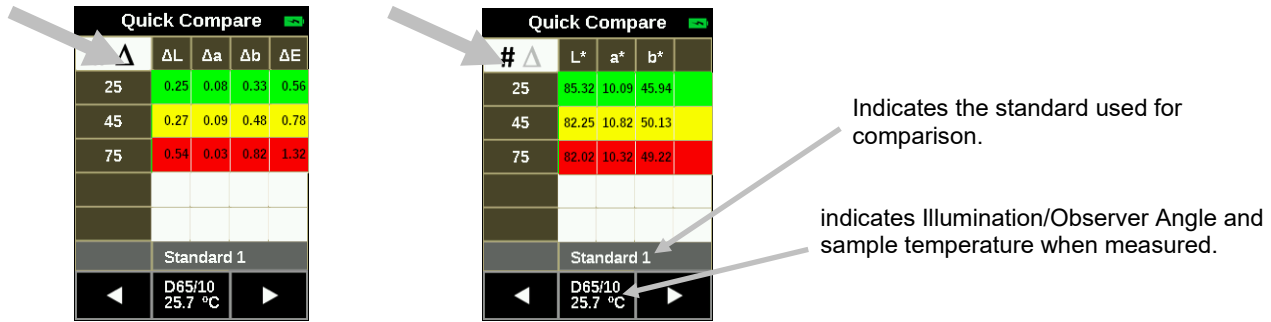 Quick Compare
Δ ΔL Δa Δb ΔE
25 0.25 0.08 0.33 0.56
45 0.27 0.09 0.48 0.78
75 0.54 0.03 0.82 1.32
Standard 1
D65/10
25.7 ºC
Quick Compare
# Δ L* a* b*
25 85.32 10.09 45.94
45 82.25 10.82 50.13
75 82.02 10.32 49.22
Standard 1
D65/10
25.7 ºC
Indicates the standard used for
comparison.
indicates Illumination/Observer Angle and
sample temperature when measured.